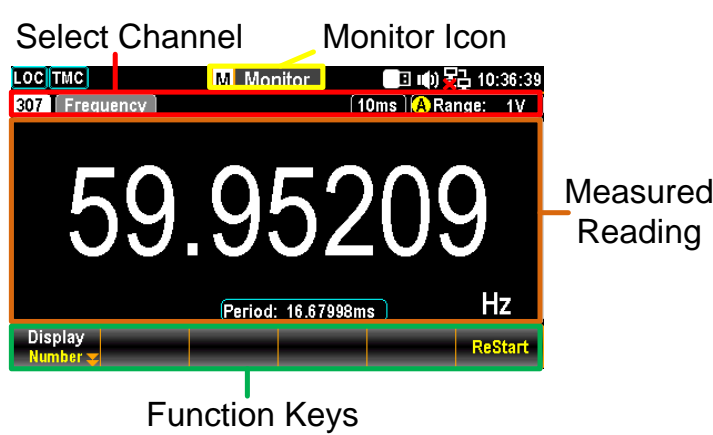 Select Channel Monitor Icon
LOC TMC M Monitor 10:36:39
307 Frequency 10ms A Range: 1V
59.95209
Measured
Reading
Hz
Period: 16.67998ms
Display
Number ReStart
Function Keys